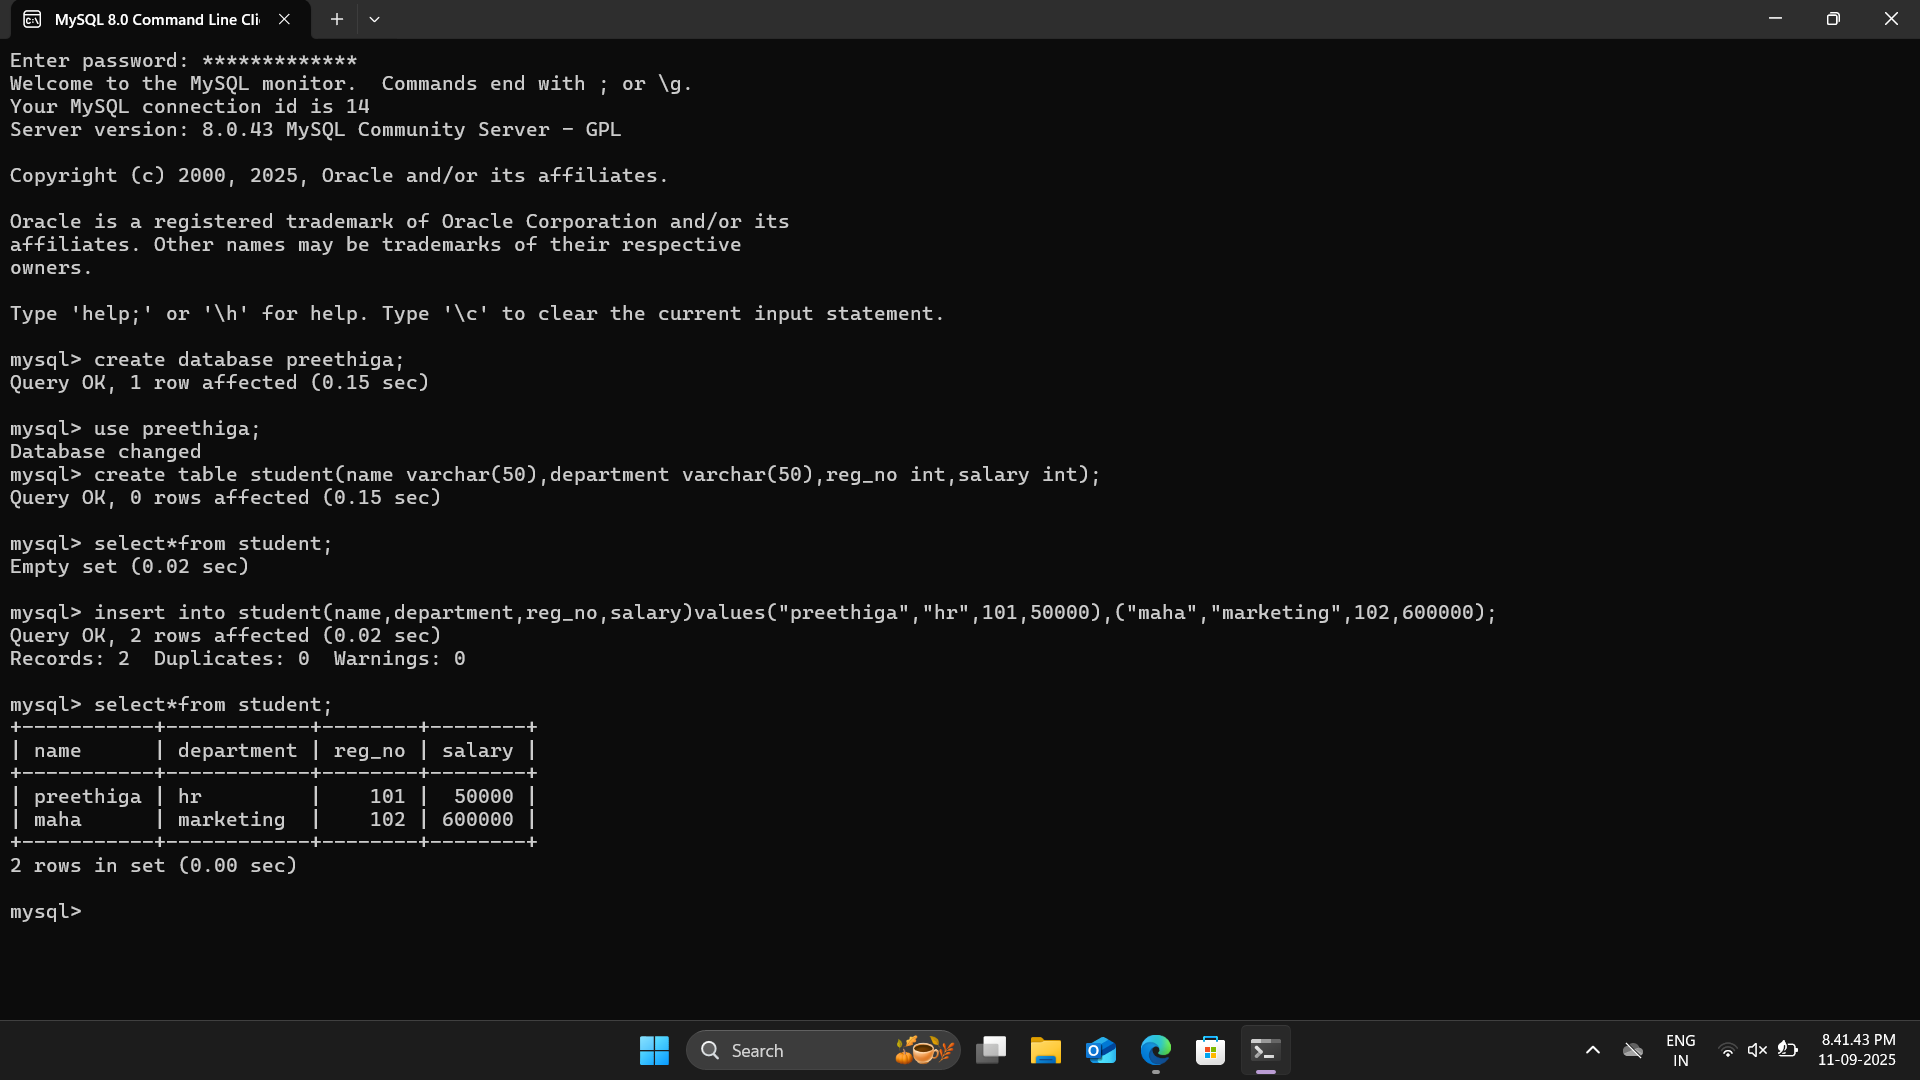 MySQL 8.0 Command Line Cli
Enter password: *************
Welcome to the MySQL monitor.  Commands end with ; or \g.
Your MySQL connection id is 14
Server version: 8.0.43 MySQL Community Server - GPL
Copyright (c) 2000, 2025, Oracle and/or its affiliates.
Oracle is a registered trademark of Oracle Corporation and/or its
affiliates. Other names may be trademarks of their respective
owners.
Type 'help;' or '\h' for help. Type '\c' to clear the current input statement.
mysql> create database preethiga;
Query OK, 1 row affected (0.15 sec)
mysql> use preethiga;
Database changed
mysql> create table student(name varchar(50),department varchar(50),reg_no int,salary int);
Query OK, 0 rows affected (0.15 sec)
mysql> select*from student;
Empty set (0.02 sec)
mysql> insert into student(name,department,reg_no,salary)values("preethiga","hr",101,50000),("maha","marketing",102,600000);
Query OK, 2 rows affected (0.02 sec)
Records: 2  Duplicates: 0  Warnings: 0
mysql> select*from student;
+-----------+------------+--------+--------+
| name      | department | reg_no | salary |
+-----------+------------+--------+--------+
| preethiga | hr         |    101 |  50000 |
| maha      | marketing  |    102 | 600000 |
+-----------+------------+--------+--------+
2 rows in set (0.00 sec)
mysql>
Search
ENG
IN
8.41.43 PM
11-09-2025